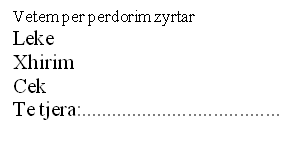 Vetem per perdorim zyrtar
Leke
Xhirim
Cek
Te tjera:......................................